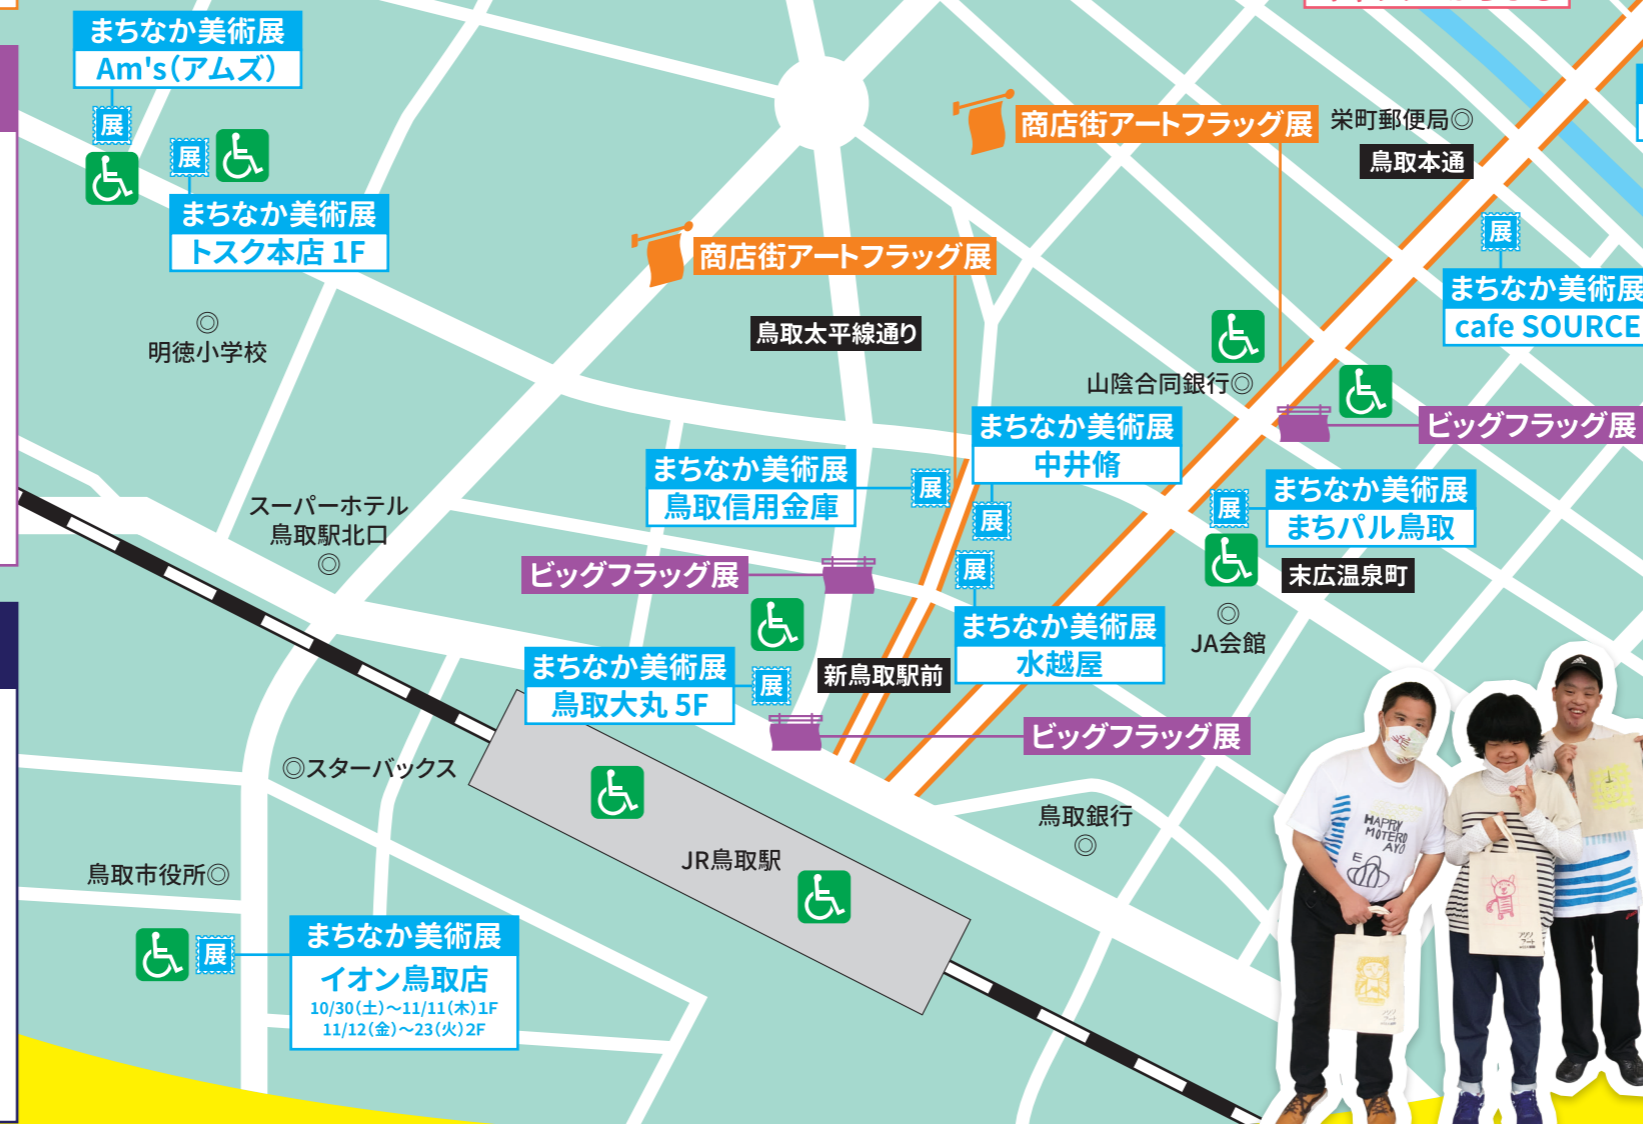 まちなか美術展
Am's（アムズ）
展
展
まちなか美術展
トスク本店 1F
◎
明徳小学校
商店街アートフラッグ展
栄町郵便局◎
鳥取本通
商店街アートフラッグ展
鳥取太平線通り
展
まちなか美術展
cafe SOURCE
山陰合同銀行◎
ビッグフラッグ展
まちなか美術展
中井脩
展
まちなか美術展
鳥取信用金庫
展
展
まちなか美術展
まちパル鳥取
末広温泉町
◎
JA会館
スーパーホテル
鳥取駅北口
◎
ビッグフラッグ展
展
まちなか美術展
水越屋
新鳥取駅前
まちなか美術展
鳥取大丸 5F
展
ビッグフラッグ展
◎スターバックス
鳥取銀行
◎
JR鳥取駅
鳥取市役所◎
展
まちなか美術展
イオン鳥取店
10/30（土）〜11/11（木）1F
11/12（金）〜23（火）2F
HAPPY
MOTERO
AYO